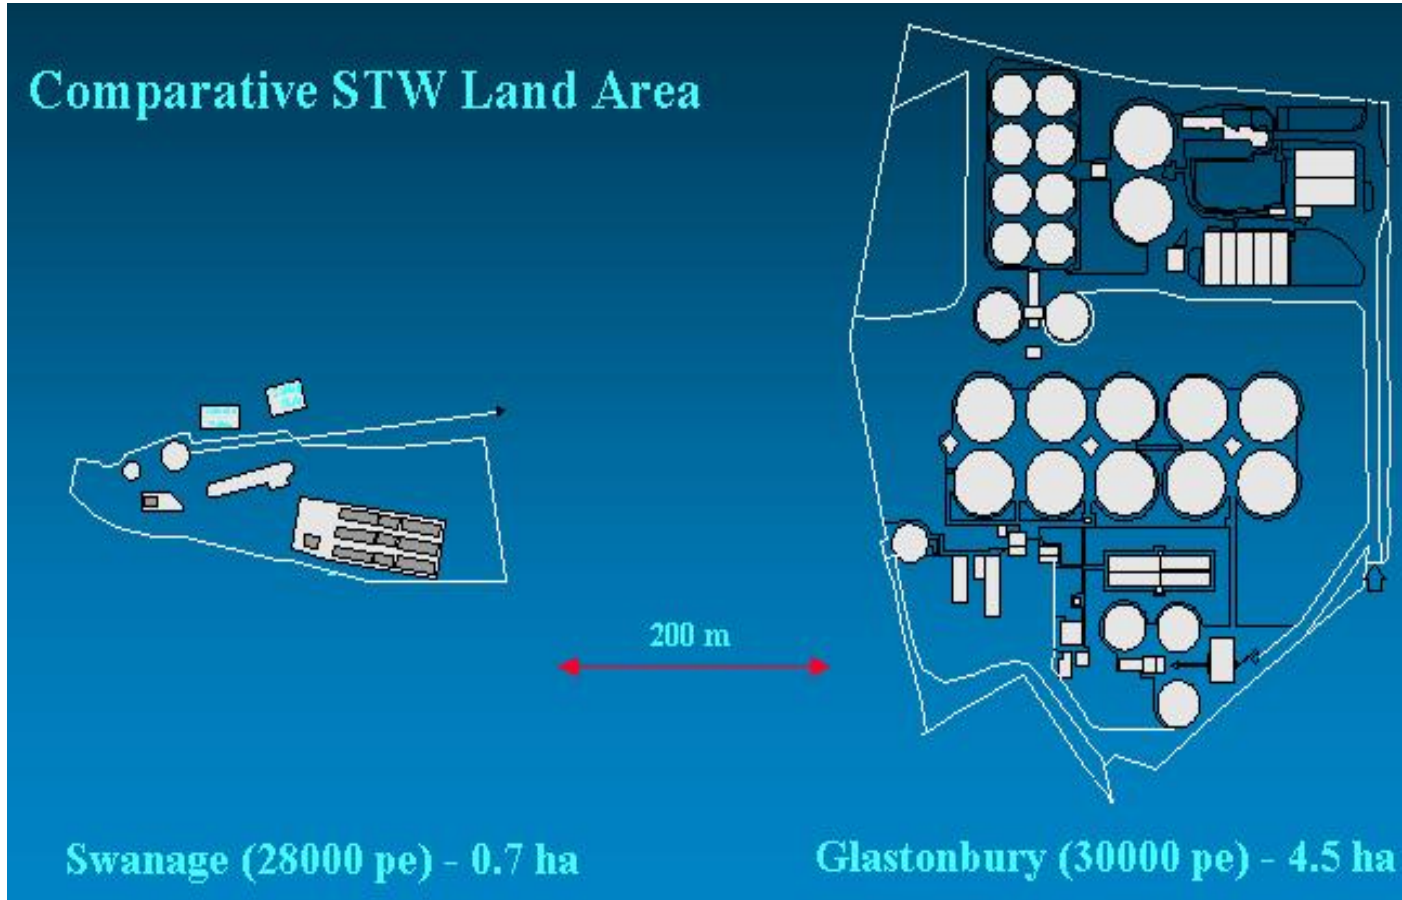 Comparative STW Land Area
200 m
Swanage (28000 pe) - 0.7 ha
Glastonbury (30000 pe) - 4.5 ha